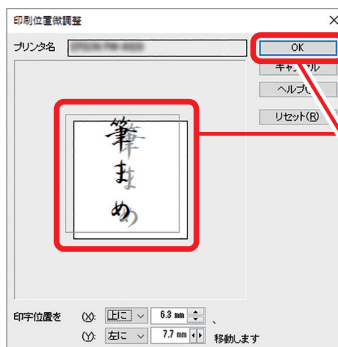 印刷位置微調整
プリンタ名
OK
キャンセル
ヘルプ(
リセット(R)
筆まめ
印字位置を (X): 上に 6.3 mm 、
(Y): 左に 7.7 mm 移動します